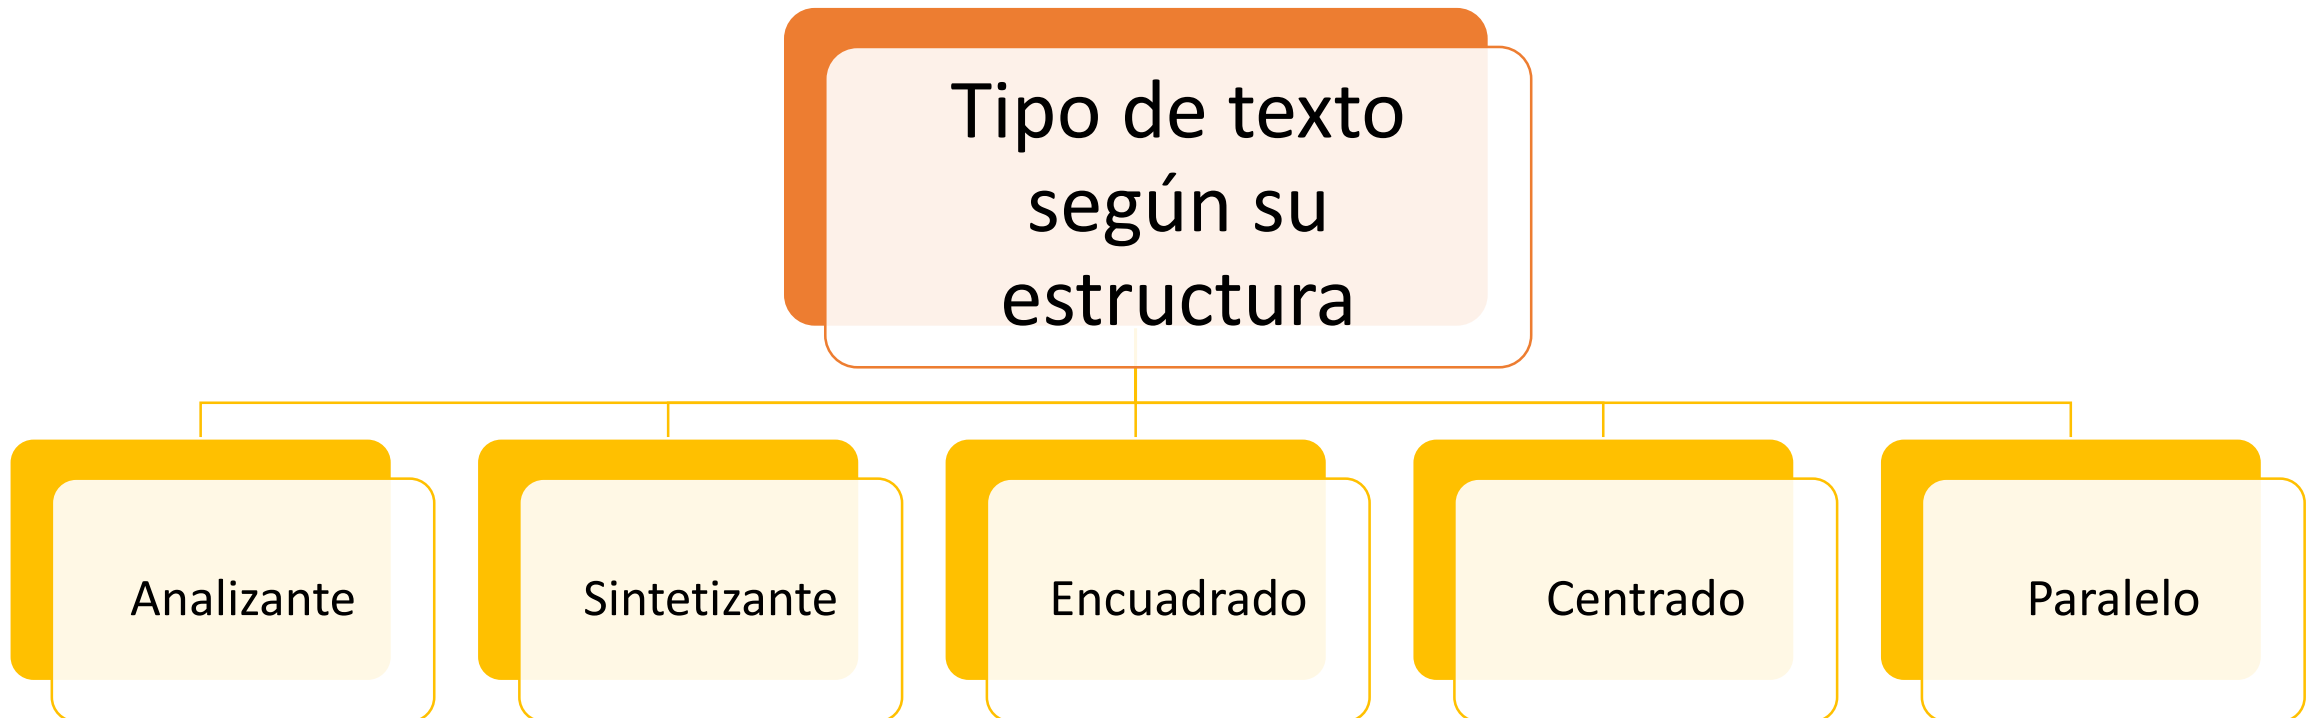 Tipo de texto
según su
estructura
Analizante
Sintetizante
Encuadrado
Centrado
Paralelo